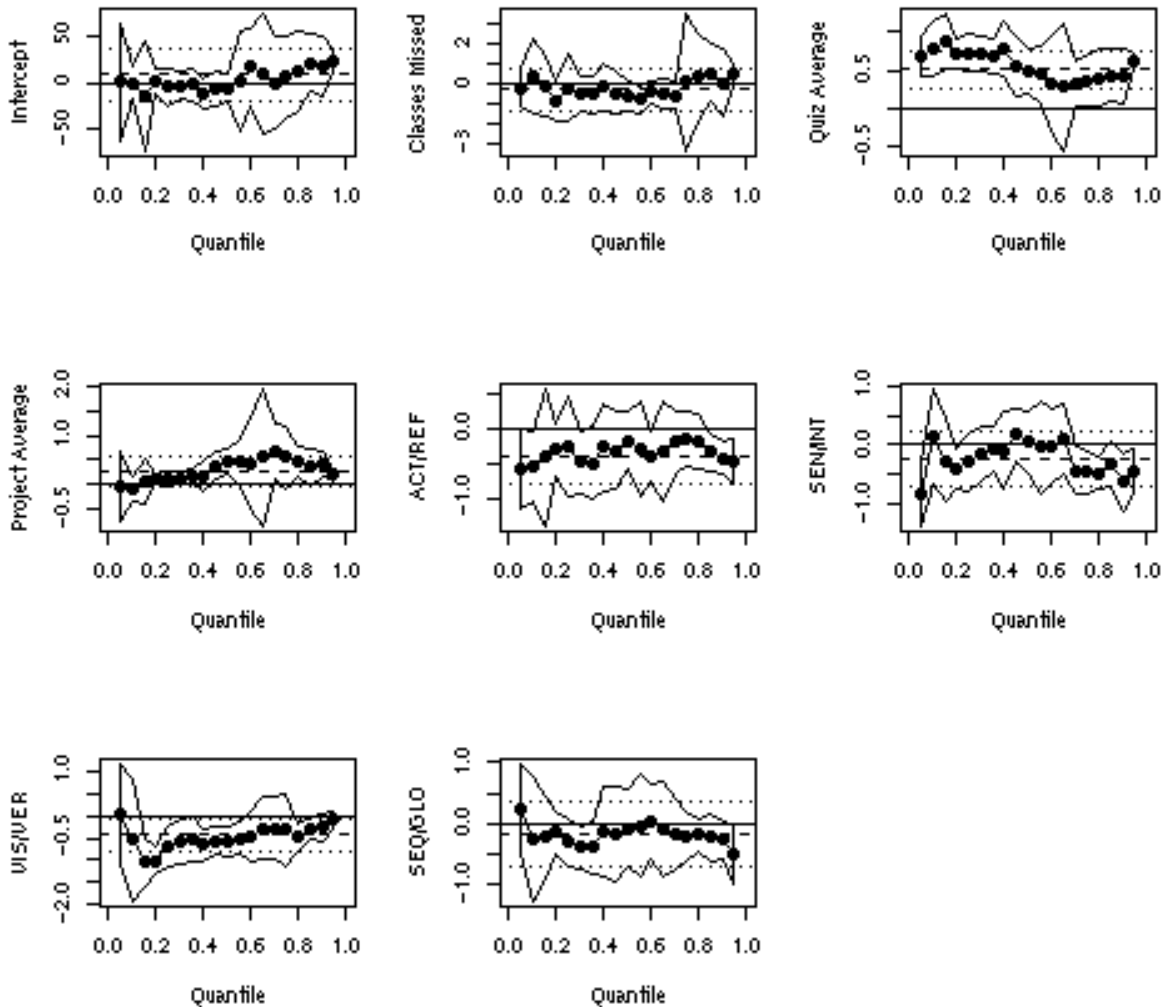 Intercept
50
0
-50
0.0 0.2 0.4 0.6 0.8 1.0
Quantile
Classes Missed
2
0
-3
0.0 0.2 0.4 0.6 0.8 1.0
Quantile
Quiz Average
0.5
-0.5
0.0 0.2 0.4 0.6 0.8 1.0
Quantile
Project Average
2.0
1.0
-0.5
0.0 0.2 0.4 0.6 0.8 1.0
Quantile
ACT/REF
0.0
-1.0
0.0 0.2 0.4 0.6 0.8 1.0
Quantile
SEN/INT
1.0
0.0
-1.0
0.0 0.2 0.4 0.6 0.8 1.0
Quantile
VIS/VER
1.0
-0.5
-2.0
0.0 0.2 0.4 0.6 0.8 1.0
Quantile
SEQ/GLO
1.0
0.0
-1.0
0.0 0.2 0.4 0.6 0.8 1.0
Quantile